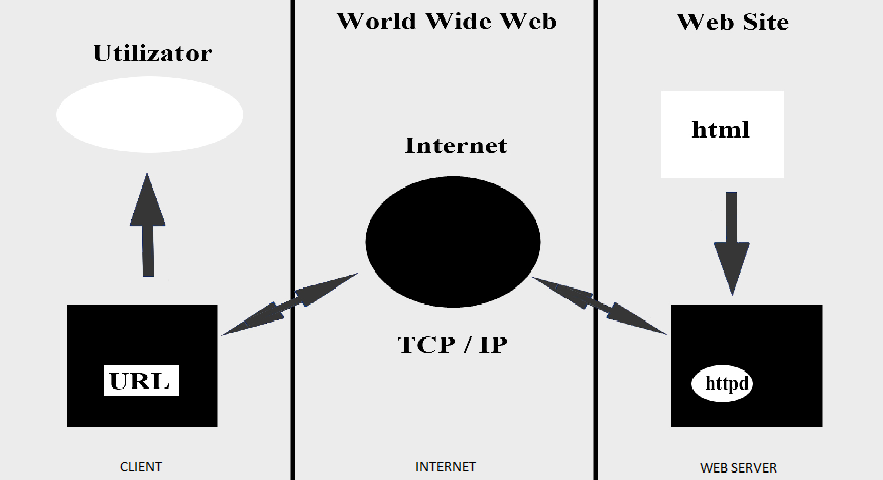 World Wide Web
Web Site
Utilizator
html
Internet
TCP / IP
URL
httpd
CLIENT
INTERNET
WEB SERVER